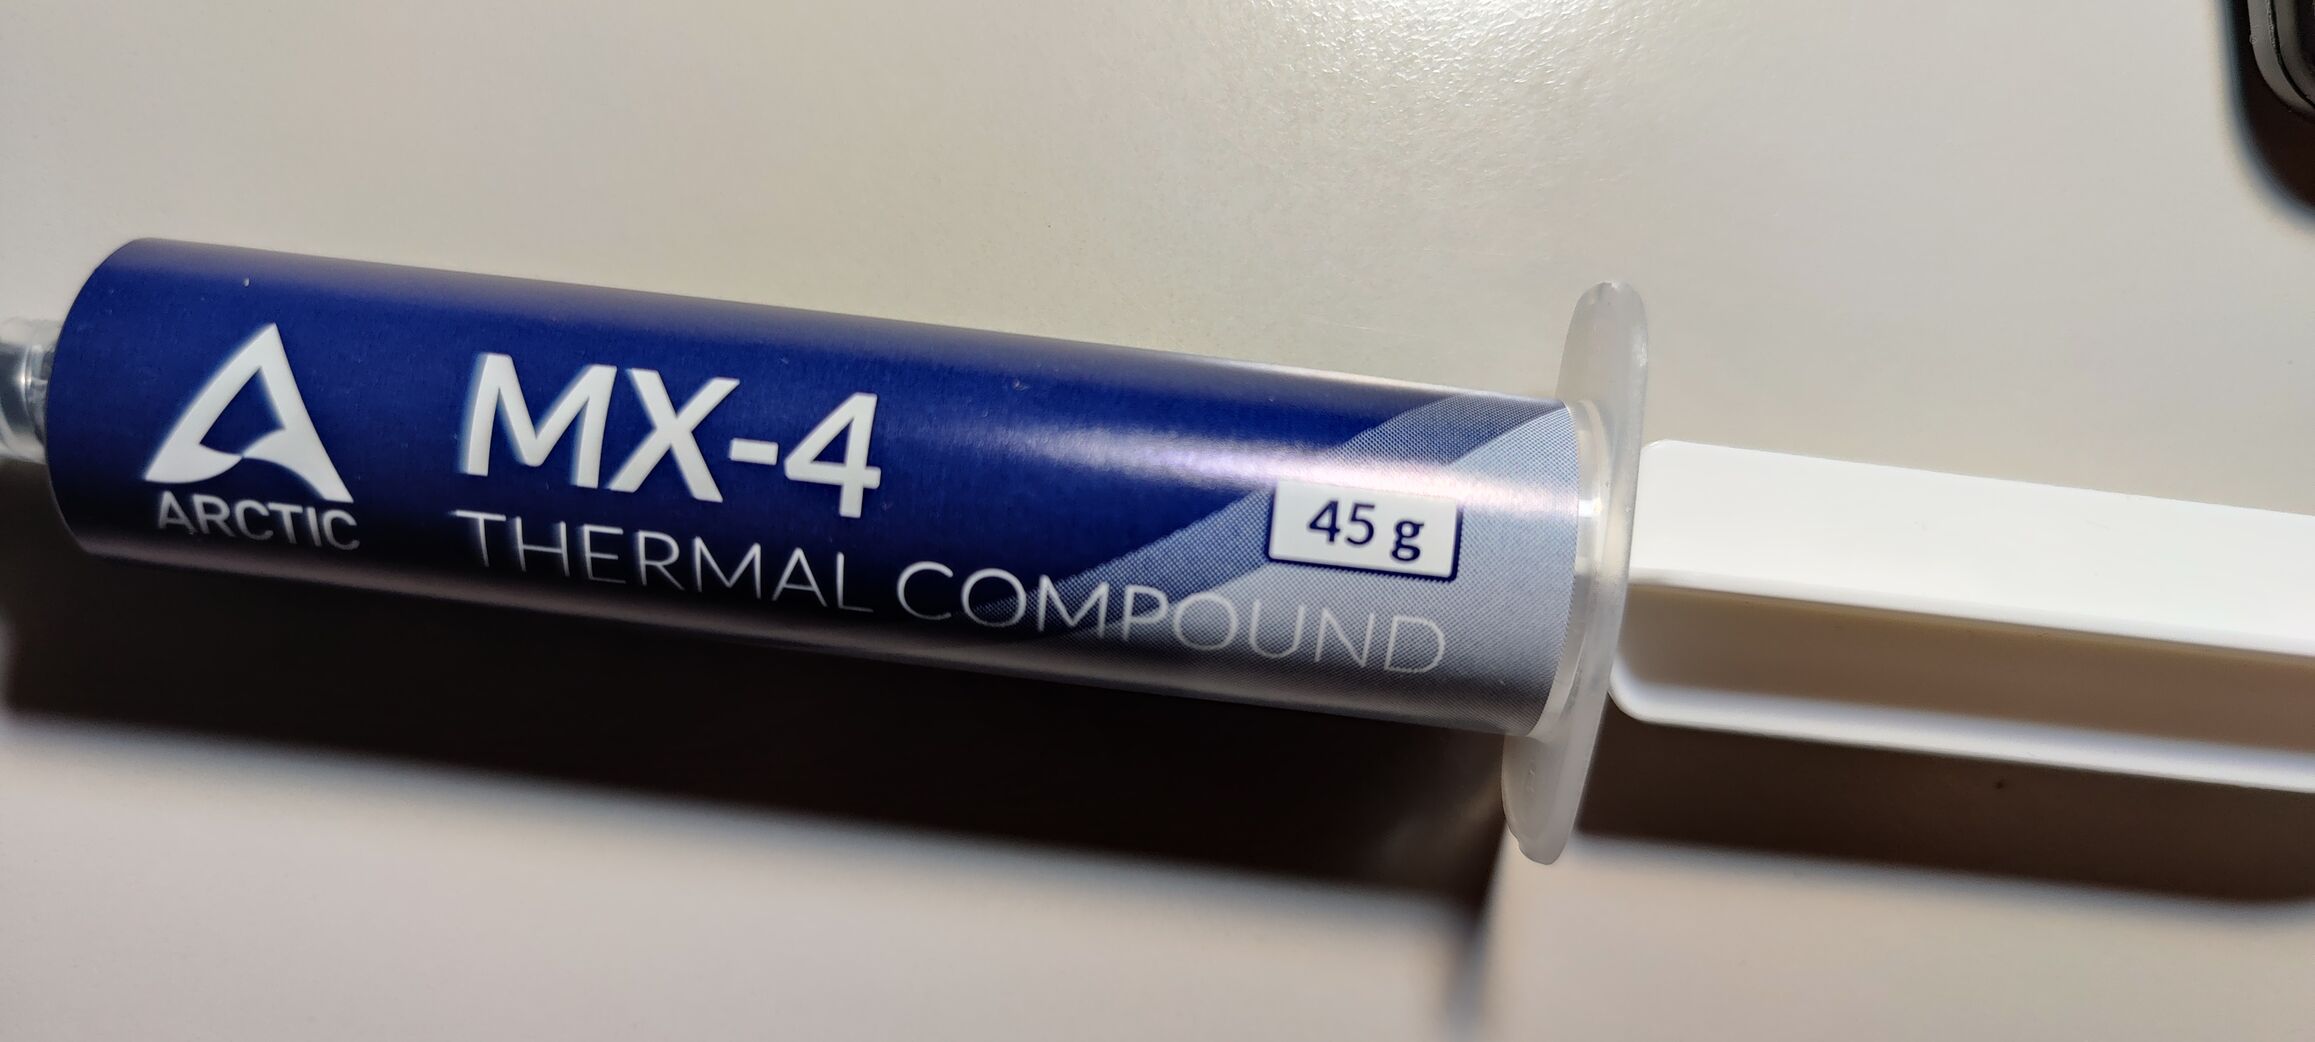 ARCTIC
MX-4
THERMAL COMPOUND
45 g